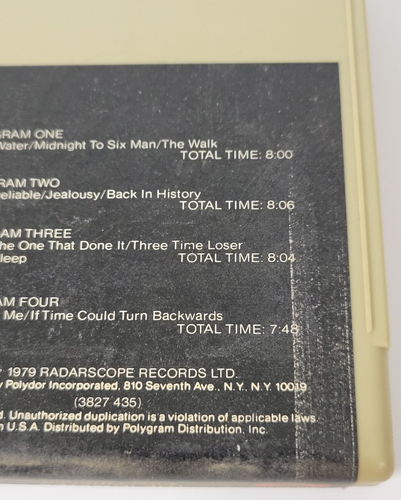 GRAM ONE
Water/Midnight To Six Man/The Walk
TOTAL TIME: 8:00
RAM TWO
reliable/Jealousy/Back In History
TOTAL TIME: 8:06
AM THREE
he One That Done It/Three Time Loser
leep TOTAL TIME: 8:04
AM FOUR
Me/If Time Could Turn Backwards
TOTAL TIME: 7:48
1979 RADARSCOPE RECORDS LTD.
y Polydor Incorporated, 810 Seventh Ave., N.Y. N.Y. 10019
(3827 435)
d. Unauthorized duplication is a violation of applicable laws.
n U.S.A. Distributed by Polygram Distribution, Inc.